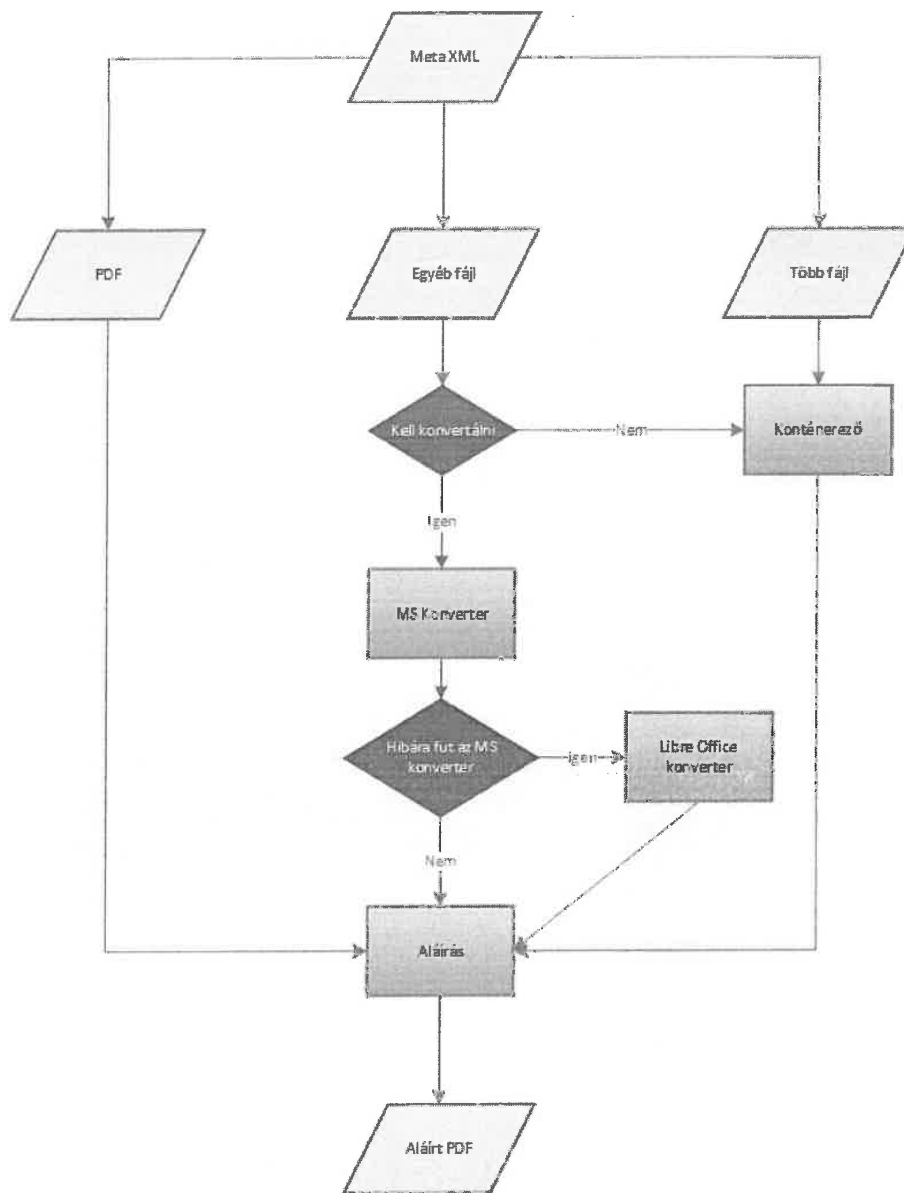 Meta XML
PDF
Egyéb fájl
Több fájl
Kell konvertálni
Nem
Konténerező
Igen
MS Konverter
Hibára fut az MS
konverter
Igen
Libre Office
konverter
Nem
Aláírás
Aláírt PDF